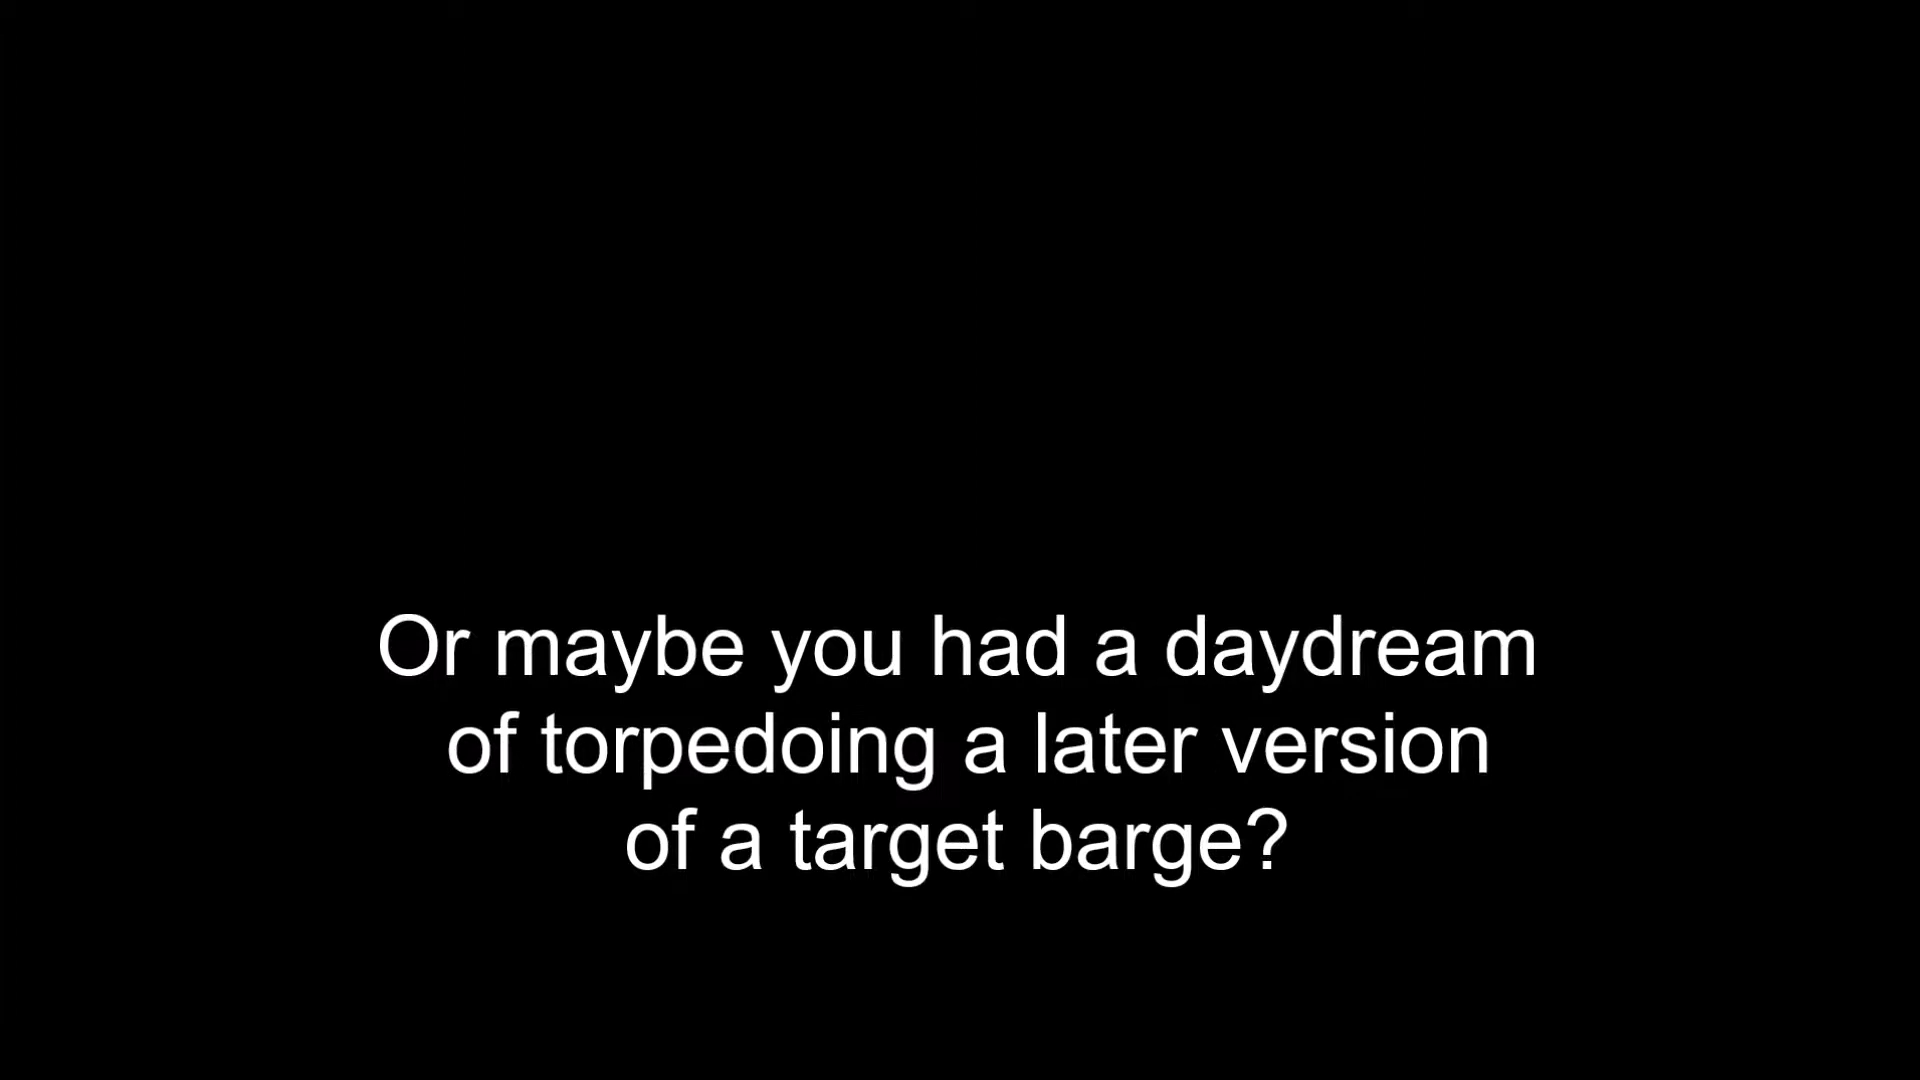 Or maybe you had a daydream
of torpedoing a later version
of a target barge?